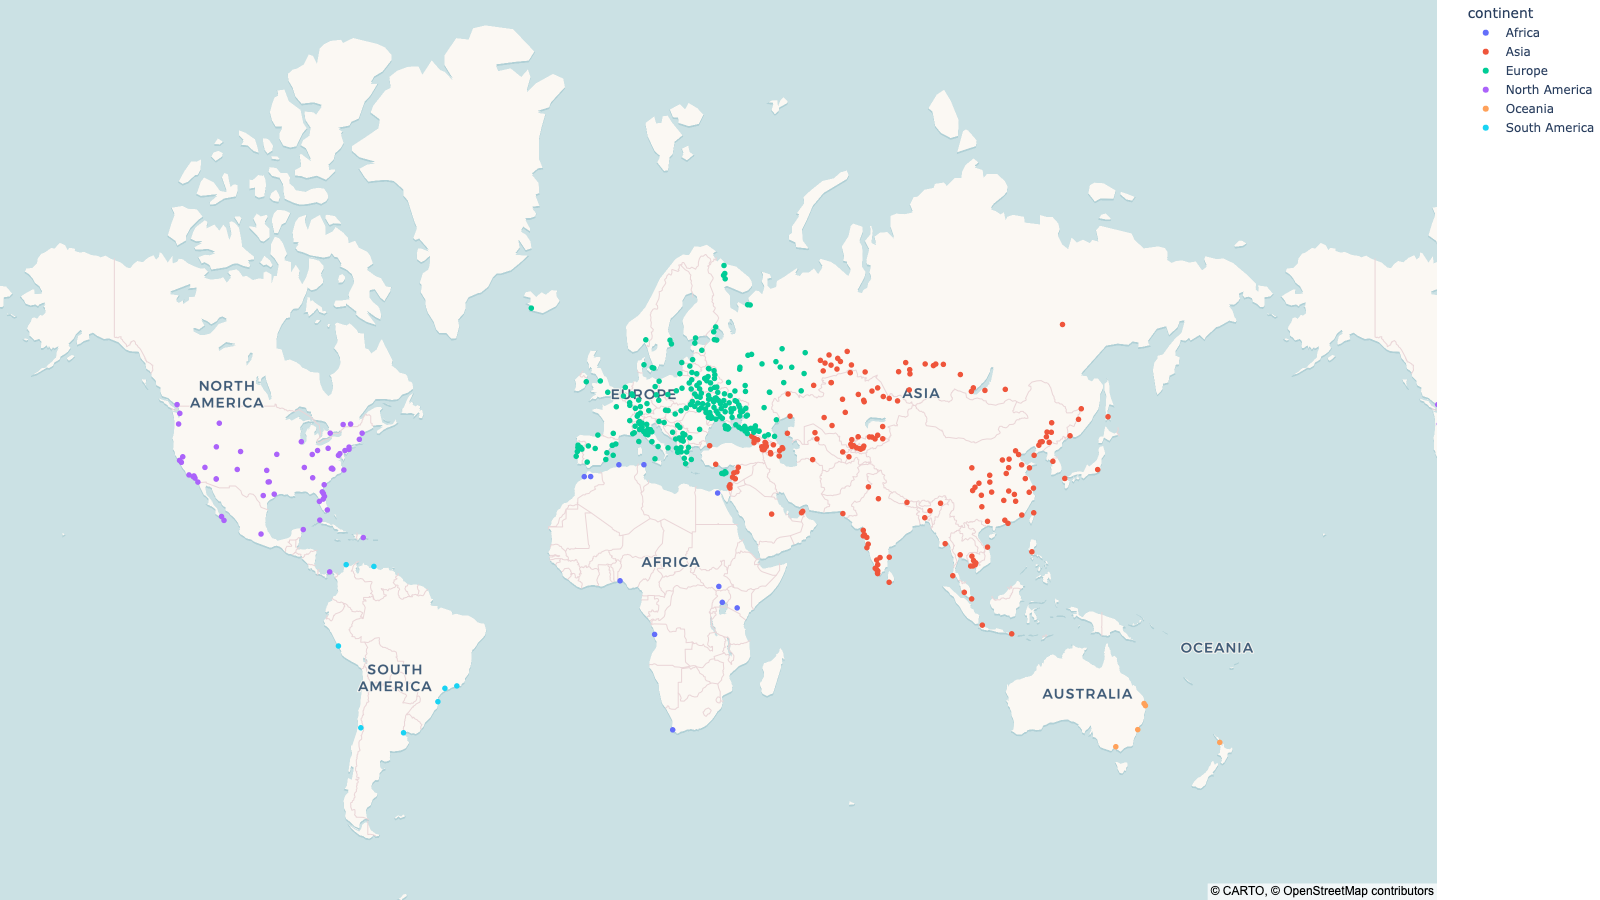 continent
Africa
Asia
Europe
North America
Oceania
South America
NORTH
AMERICA
EUROPE
ASIA
AFRICA
OCEANIA
SOUTH
AMERICA
AUSTRALIA
© CARTO, © OpenStreetMap contributors